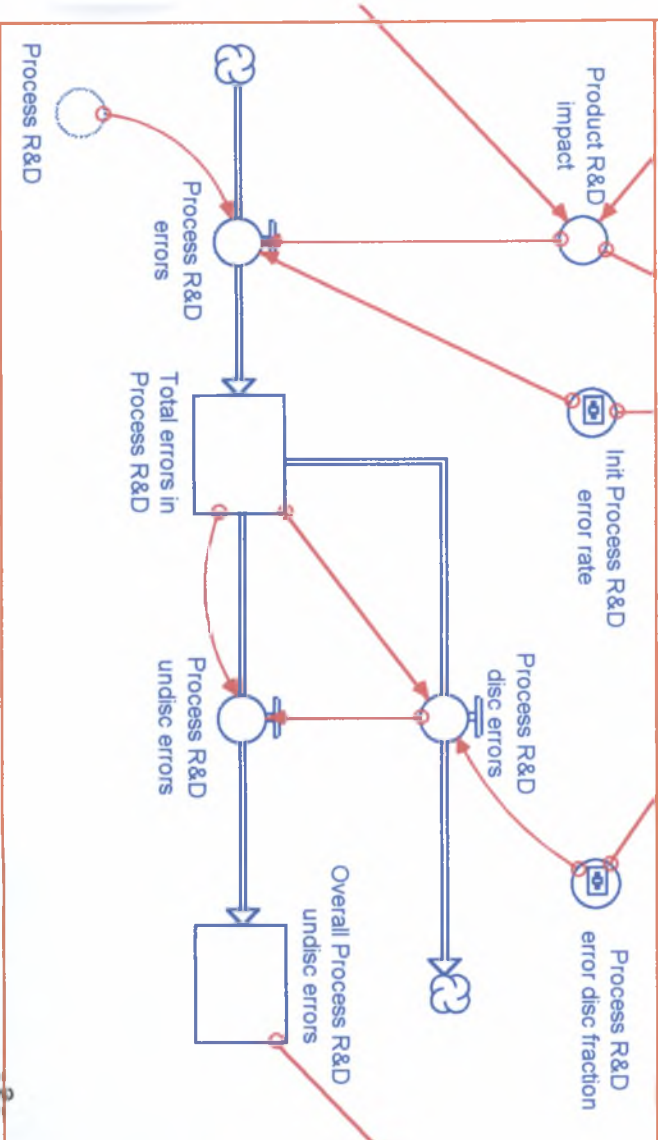 Product R&D
impact
Init Process R&D
error rate
Process R&D
error disc fraction
Process R&D
disc errors
Process R&D
Process R&D
errors
Total errors in
Process R&D
Process R&D
undisc errors
Overall Process R&D
undisc errors